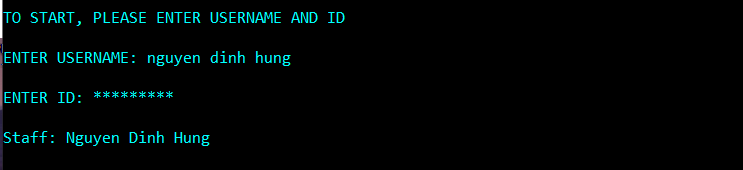 TO START, PLEASE ENTER USERNAME AND ID
ENTER USERNAME: nguyen dinh hung
ENTER ID: *********
Staff: Nguyen Dinh Hung